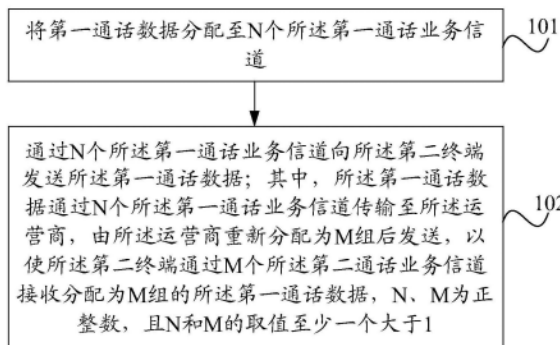 将第一通话数据分配至N个所述第一通话业务信
道
101
通过N个所述第一通话业务信道向所述第二终端
发送所述第一通话数据；其中，所述第一通话数
据通过N个所述第一通话业务信道传输至所述运
营商，由所述运营商重新分配为M组后发送，以
使所述第二终端通过M个所述第二通话业务信道
接收分配为M组的所述第一通话数据，N、M为正
整数，且N和M的取值至少一个大于1
102